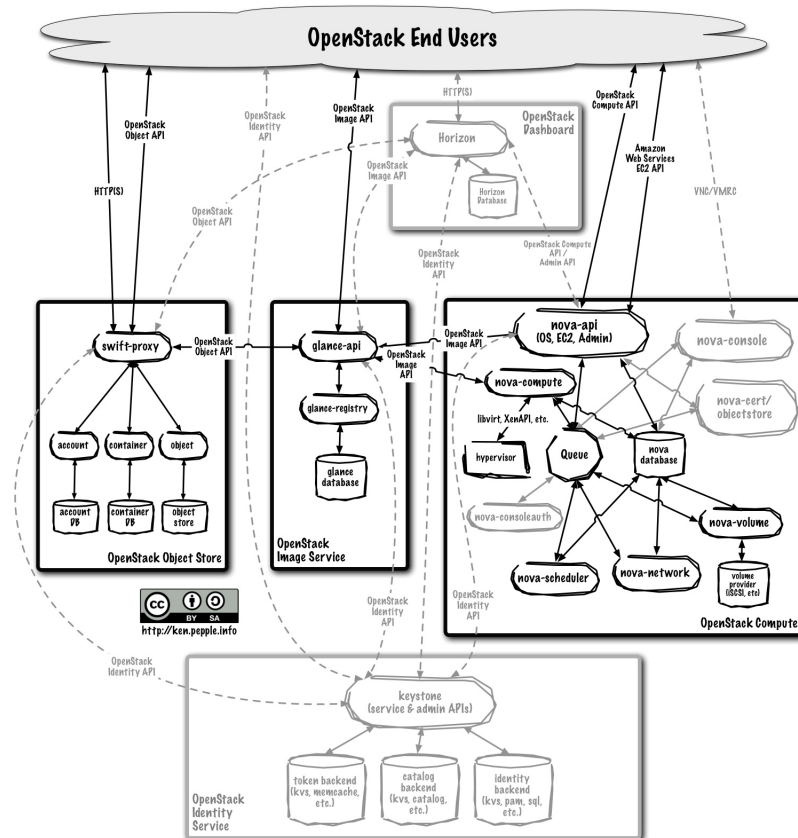 OpenStack End Users
HTTP(S)
OpenStack
Object API
OpenStack
Identity
API
OpenStack
Image API
HTTP(S)
OpenStack
Compute API
Amazon
Web Services
EC2 API
VNC/VMRC
OpenStack
Dashboard
Horizon
Horizon
Database
OpenStack
Image API
OpenStack
Object API
OpenStack
Identity
API
OpenStack Compute
API /
Admin API
swift-proxy
OpenStack
Object API
account
container
object
account
DB
container
DB
object
store
OpenStack Object Store
glance-api
OpenStack
Image API
OpenStack
Image
API
glance-registry
glance
database
OpenStack
Image Service
nova-api
(OS, EC2, Admin)
nova-console
nova-compute
nova-cert/
objectstore
libvirt, XenAPI, etc.
hypervisor
Queue
nova
database
nova-consoleauth
nova-volume
nova-scheduler
nova-network
volume
provider
(iSCSI, etc)
OpenStack Compute
cc
BY SA
http://ken.pepple.info
OpenStack
Identity API
OpenStack
Identity
API
OpenStack
Identity
API
keystone
(service & admin APIs)
token backend
(kvs, memcache,
etc.)
catalog
backend
(kvs, catalog,
etc.)
identity
backend
(kvs, pam, sql,
etc.)
OpenStack
Identity
Service